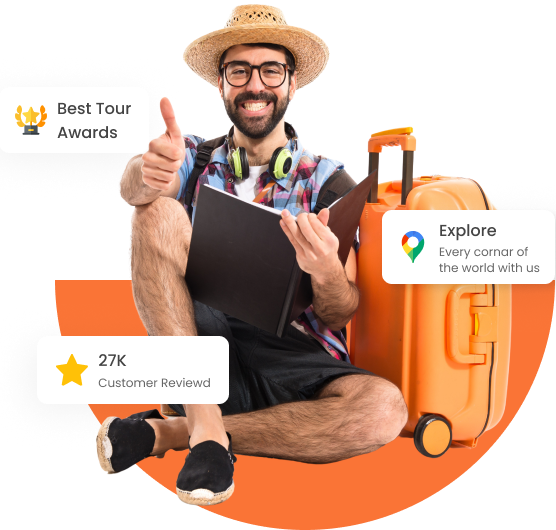 Best Tour
Awards
Explore
Every cornar of
the world with us
27K
Customer Reviewd